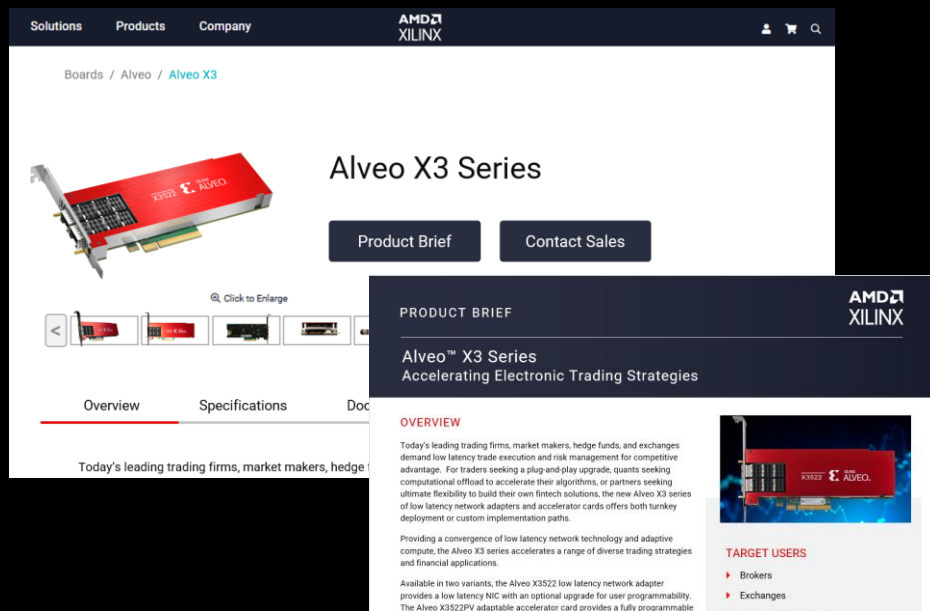 Solutions Products Company
AMD
XILINX
Boards / Alveo / Alveo X3
X3522 XILINX ALVEO.
Alveo X3 Series
Product Brief Contact Sales
Click to Enlarge
<
Overview Specifications Doc
Today's leading trading firms, market makers, hedge f
PRODUCT BRIEF
AMD
XILINX
Alveo™ X3 Series
Accelerating Electronic Trading Strategies
OVERVIEW
Today's leading trading firms, market makers, hedge funds, and exchanges
demand low latency trade execution and risk management for competitive
advantage. For traders seeking a plug-and-play upgrade, quants seeking
computational offload to accelerate their algorithms, or partners seeking
ultimate flexibility to build their own fintech solutions, the new Alveo X3 series
of low latency network adapters and accelerator cards offers both turnkey
deployment or custom implementation paths.
Providing a convergence of low latency network technology and adaptive
compute, the Alveo X3 series accelerates a range of diverse trading strategies
and financial applications.
Available in two variants, the Alveo X3522 low latency network adapter
provides a low latency NIC with an optional upgrade for user programmability.
The Alveo X3522PV adaptable accelerator card provides a fully programmable
X3522 XILINX ALVEO.
TARGET USERS
Brokers
Exchanges